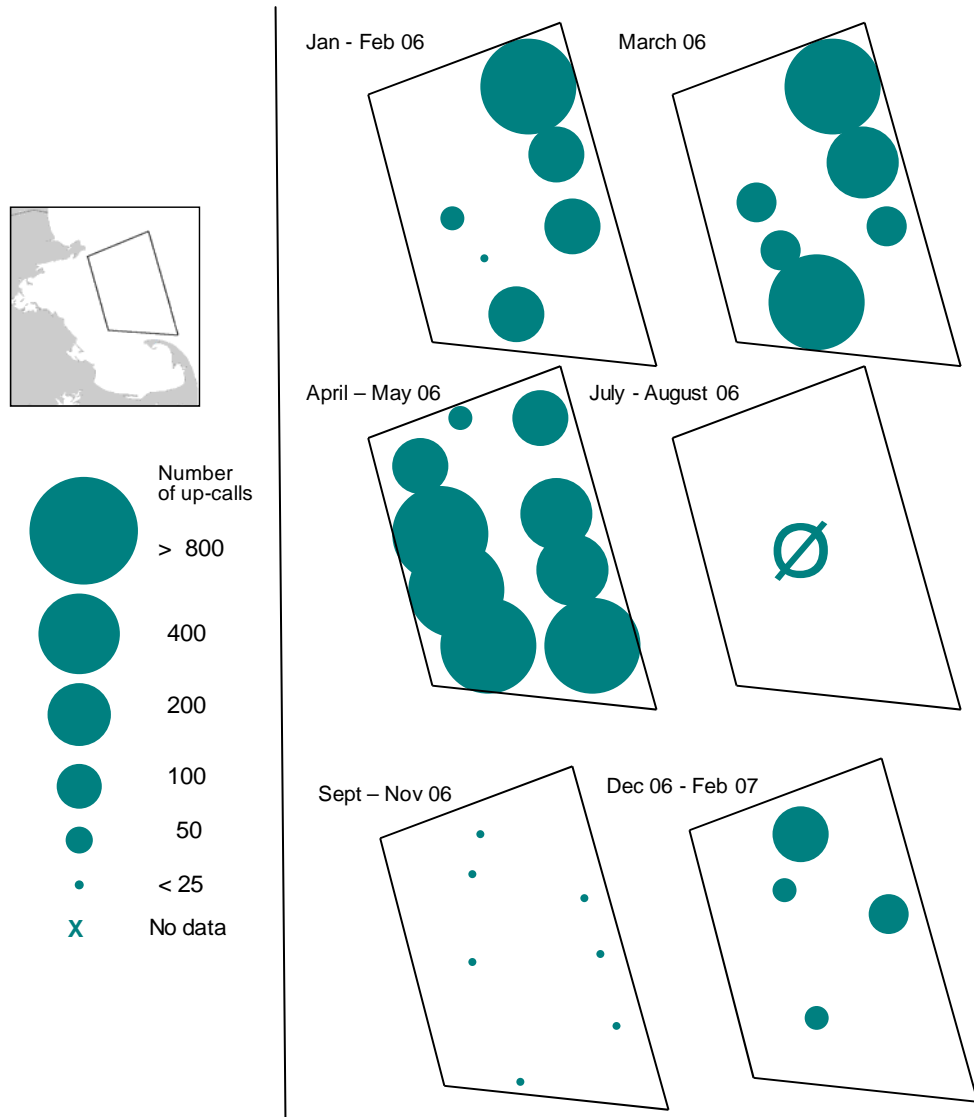 Jan - Feb 06
March 06
April – May 06
July - August 06
Ø
Sept – Nov 06
Dec 06 - Feb 07
Number
of up-calls
> 800
400
200
100
50
< 25
X No data